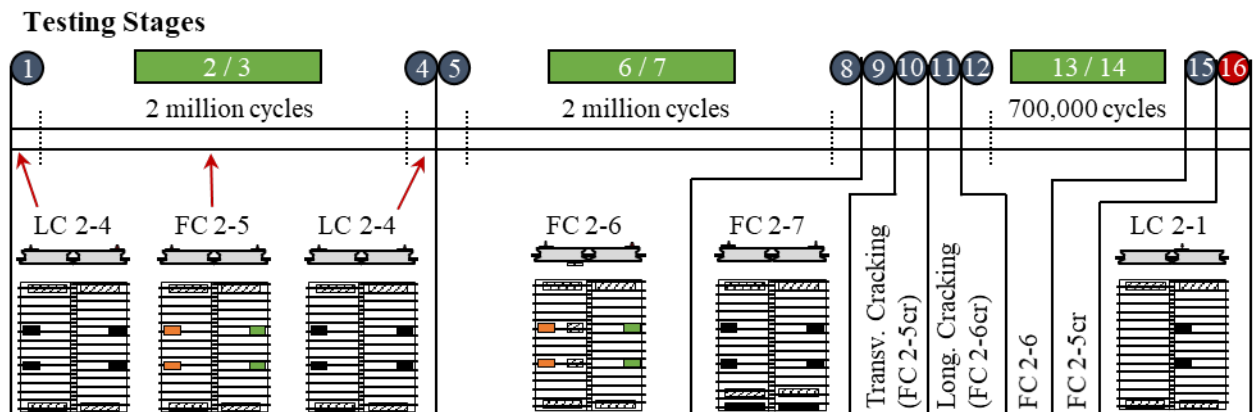 Testing Stages
1 2 / 3 4 5 6 / 7 8 9 10 11 12 13 / 14 15 16
2 million cycles 2 million cycles 700,000 cycles
LC 2-4 FC 2-5 LC 2-4 FC 2-6 FC 2-7 LC 2-1
Transv. Cracking
(FC 2-5cr)
Long. Cracking
(FC 2-6cr)
FC 2-6
FC 2-5cr